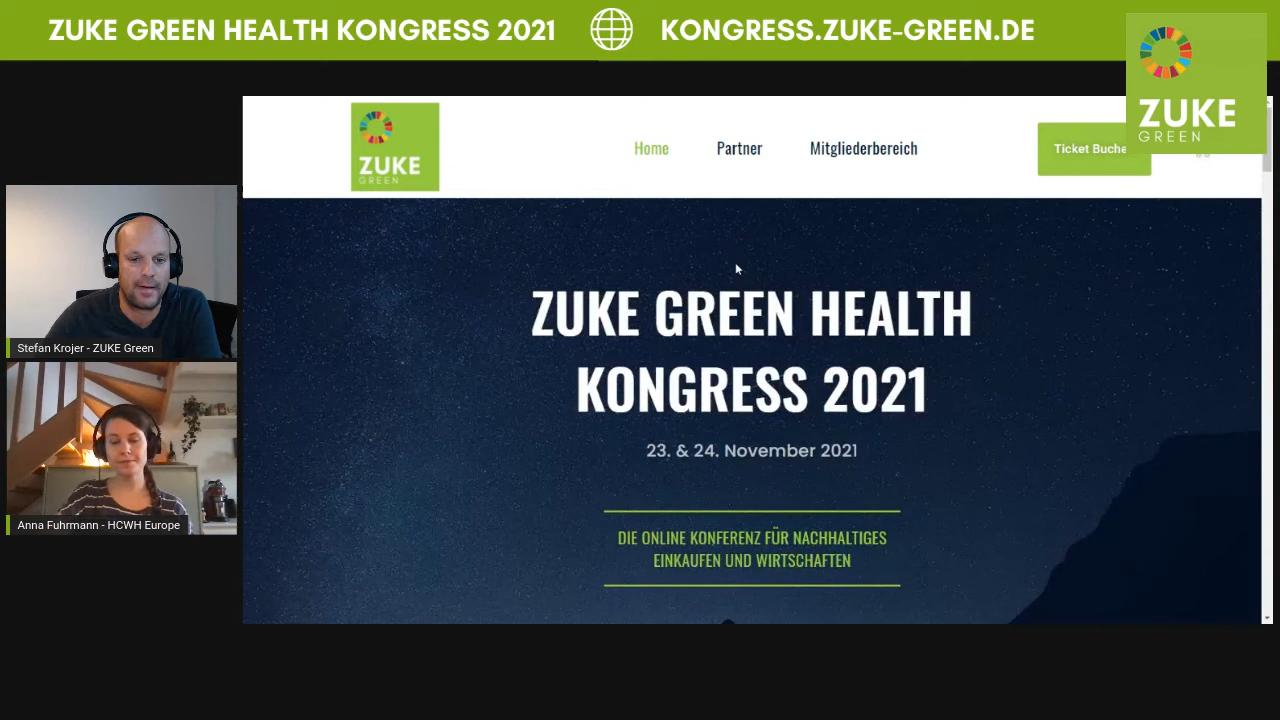 ZUKE GREEN HEALTH KONGRESS 2021 KONGRESS.ZUKE-GREEN.DE
ZUKE
GREEN
ZUKE
GREEN
Home Partner Mitgliederbereich Ticket Buche
ZUKE GREEN HEALTH
KONGRESS 2021
23. & 24. November 2021
DIE ONLINE KONFERENZ FÜR NACHHALTIGES
EINKAUFEN UND WIRTSCHAFTEN
Stefan Krojer - ZUKE Green
Anna Fuhrmann - HCWH Europe